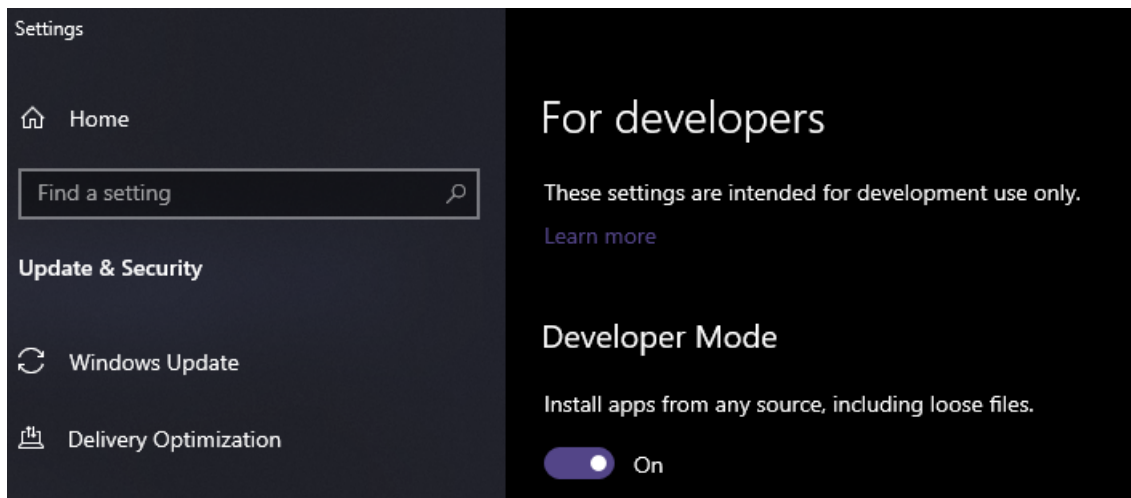 Settings
Home
Find a setting
Update & Security
Windows Update
Delivery Optimization
For developers
These settings are intended for development use only.
Learn more
Developer Mode
Install apps from any source, including loose files.
On